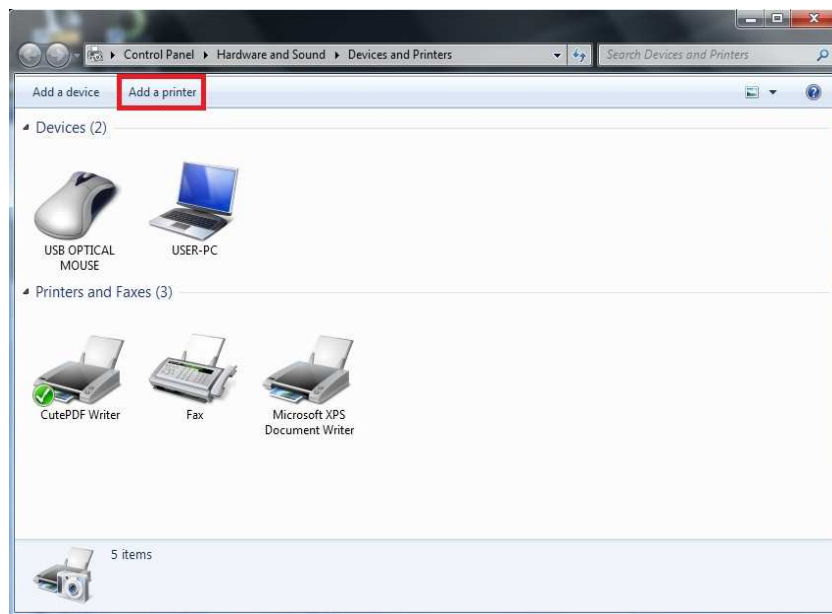 Control Panel Hardware and Sound Devices and Printers Search Devices and Printers
Add a device Add a printer
Devices (2)
USB OPTICAL
MOUSE
USER-PC
Printers and Faxes (3)
CutePDF Writer
Fax
Microsoft XPS
Document Writer
5 items